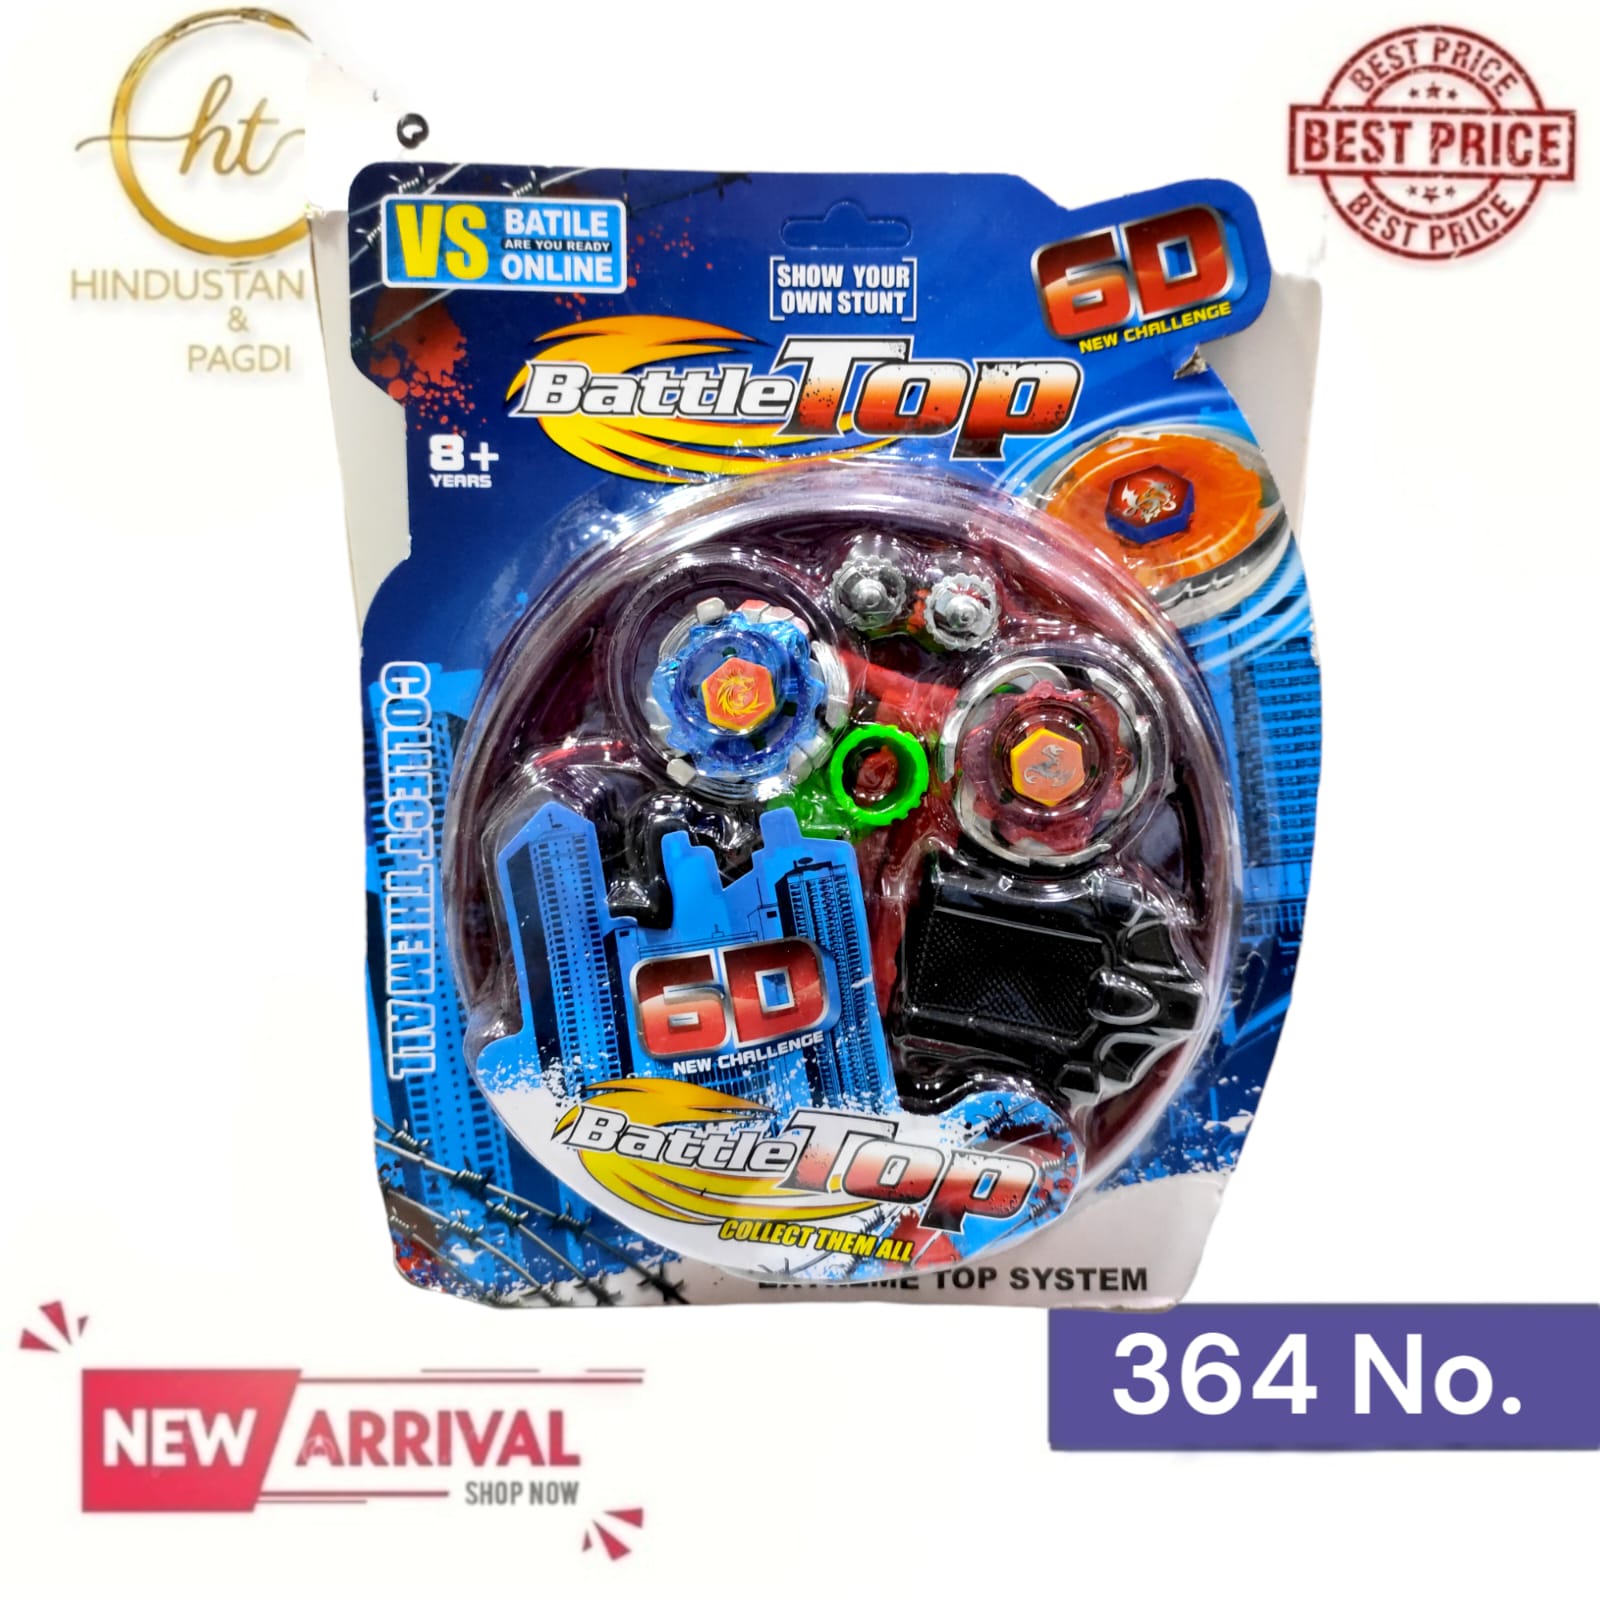 ht
HINDUSTAN
&
PAGDI
BEST PRICE
BEST PRICE
BEST PRICE
VS
BATILE
ARE YOU READY
ONLINE
SHOW YOUR
OWN STUNT
6D
NEW CHALLENGE
Battle Top
8+
YEARS
COLLECT THEM ALL
6D
NEW CHALLENGE
Battle Top
COLLECT THEM ALL
EXTREME TOP SYSTEM
364 No.
NEW ARRIVAL
SHOP NOW